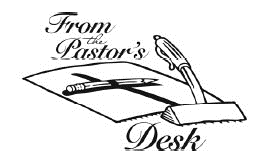 From
the
Pastor's
Desk